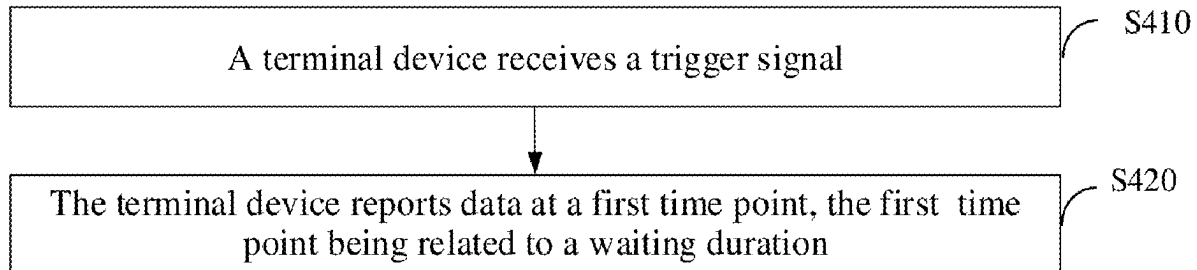 A terminal device receives a trigger signal
S410
The terminal device reports data at a first time point, the first time
point being related to a waiting duration
S420